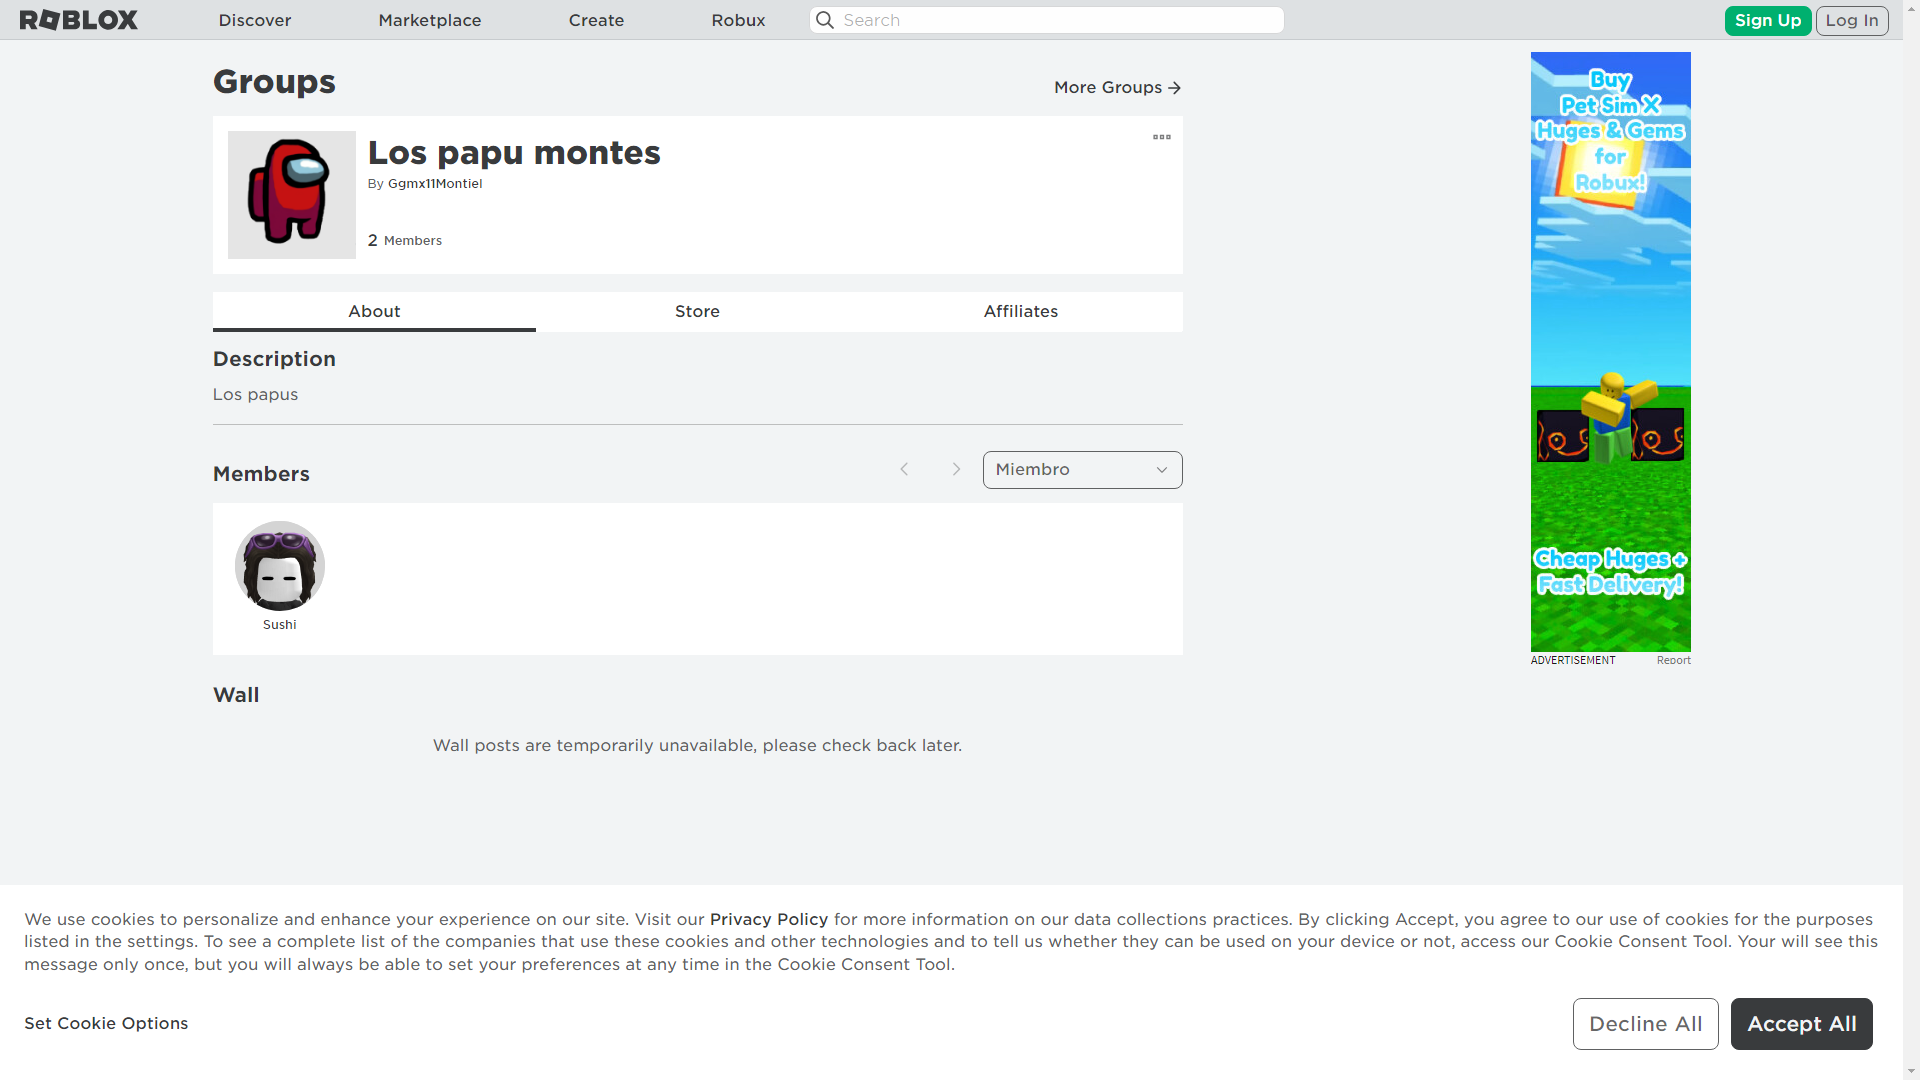 ROBLOX
Discover
Marketplace
Create
Robux
Search
Sign Up
Log In
Groups
More Groups
Los papu montes
By Ggmx11Montiel
2 Members
About
Store
Affiliates
Description
Los papus
Members
Miembro
Sushi
Wall
Wall posts are temporarily unavailable, please check back later.
Buy
Pet Sim X
Huges & Gems
for
Robux!
Cheap Huges +
Fast Delivery!
ADVERTISEMENT
Report
We use cookies to personalize and enhance your experience on our site. Visit our Privacy Policy for more information on our data collections practices. By clicking Accept, you agree to our use of cookies for the purposes
listed in the settings. To see a complete list of the companies that use these cookies and other technologies and to tell us whether they can be used on your device or not, access our Cookie Consent Tool. Your will see this
message only once, but you will always be able to set your preferences at any time in the Cookie Consent Tool.
Set Cookie Options
Decline All
Accept All